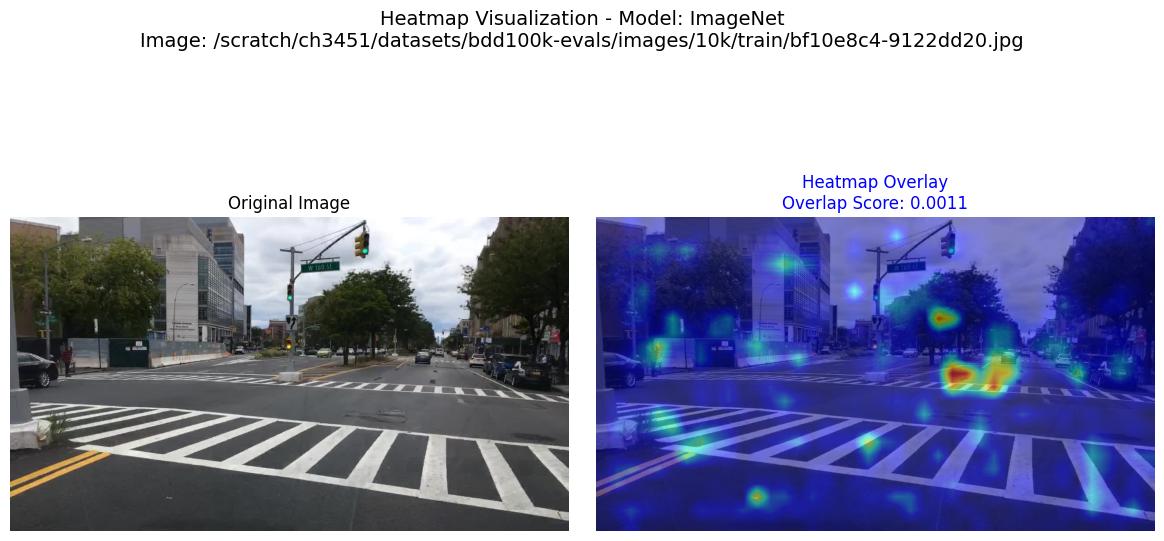 Heatmap Visualization - Model: ImageNet
Image: /scratch/ch3451/datasets/bdd100k-evals/images/10k/train/bf10e8c4-9122dd20.jpg
Original Image
Heatmap Overlay
Overlap Score: 0.0011